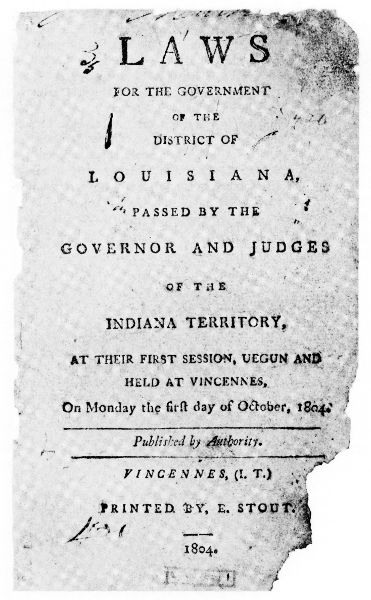 LAWS
FOR THE GOVERNMENT
OF THE
DISTRICT OF
LOUISIANA,
PASSED BY THE
GOVERNOR AND JUDGES
OF THE
INDIANA TERRITORY,
AT THEIR FIRST SESSION, UEGUN AND
HELD AT VINCENNES,
On Monday the first day of October, 1804.
Published by Authority.
VINCENNES, (I. T.)
PRINTED BY, E. STOUT.
1804.